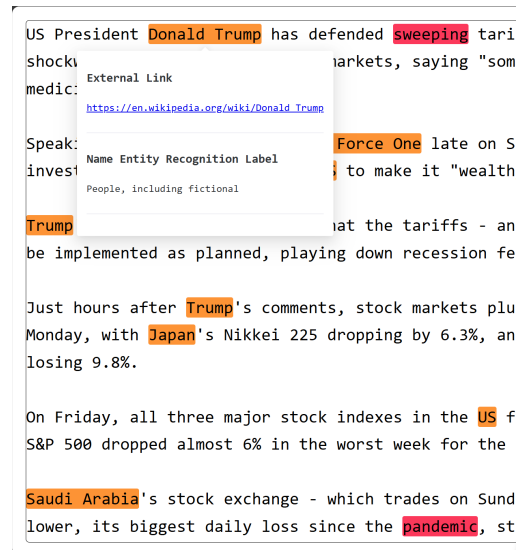 US President Donald Trump has defended sweeping tari
shockw
arkets, saying "som
medici
External Link
https://en.wikipedia.org/wiki/Donald_Trump
Name Entity Recognition Label
People, including fictional
Speaki
Force One late on S
invest
to make it "wealth
Trump
at the tariffs - an
be implemented as planned, playing down recession fe
Just hours after Trump's comments, stock markets plu
Monday, with Japan's Nikkei 225 dropping by 6.3%, an
losing 9.8%.
On Friday, all three major stock indexes in the US f
S&P 500 dropped almost 6% in the worst week for the
Saudi Arabia's stock exchange - which trades on Sund
lower, its biggest daily loss since the pandemic, st